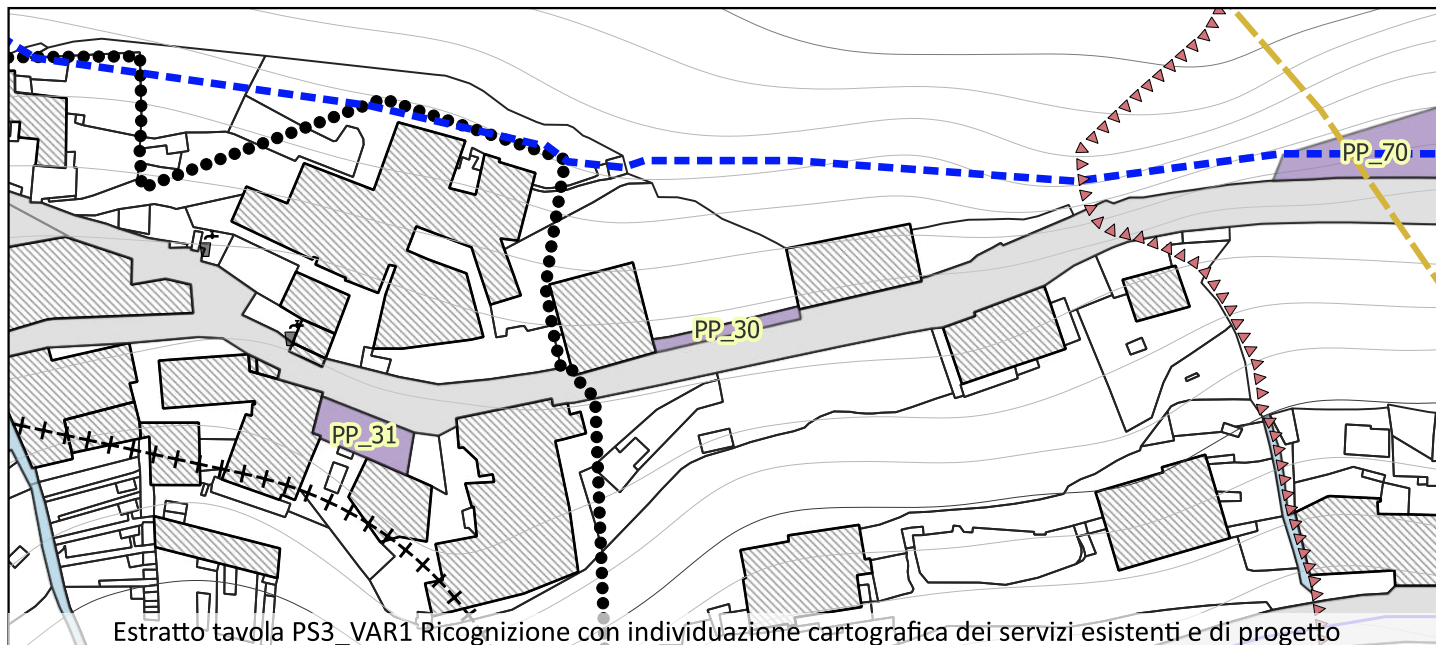 PP_70
PP_30
PP_31
Estratto tavola PS3_VAR1 Ricognizione con individuazione cartografica dei servizi esistenti e di progetto